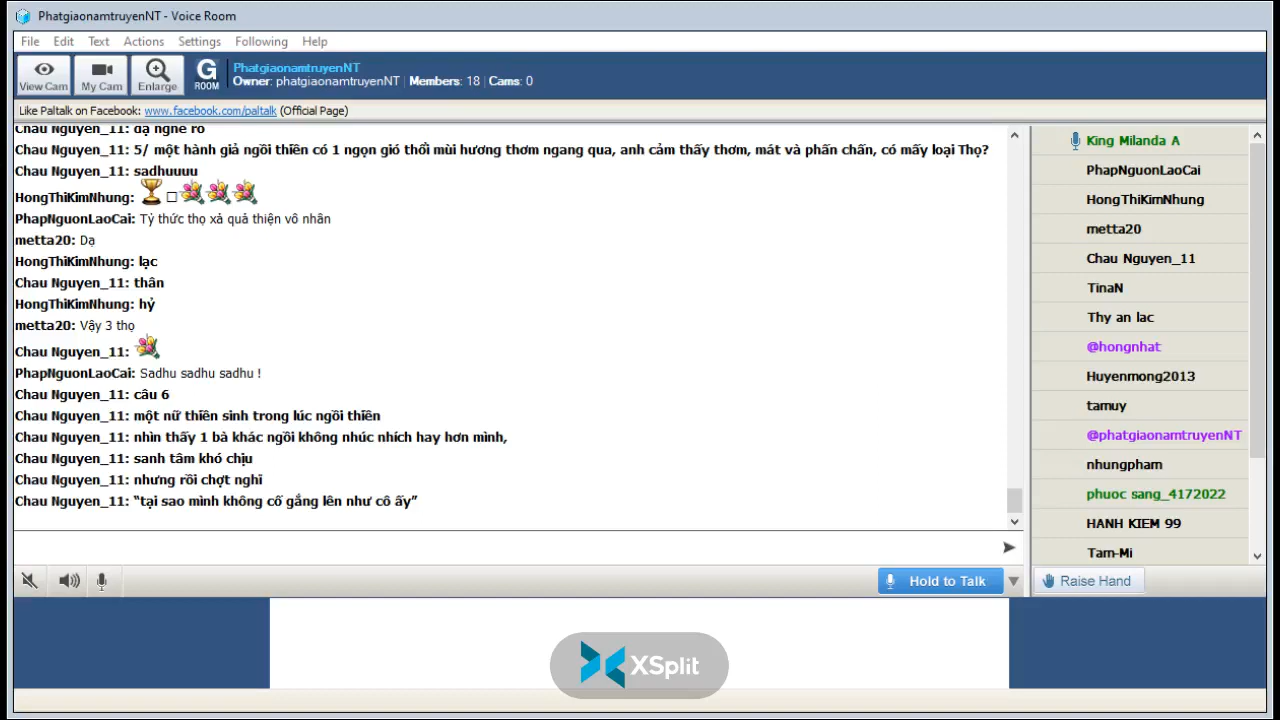 PhatgiaonamtruyenNT - Voice Room
File Edit Text Actions Settings Following Help
View Cam My Cam Enlarge G ROOM
PhatgiaonamtruyenNT
Owner: phatgiaonamtruyenNT | Members: 18 | Cams: 0
Like Paltalk on Facebook: www.facebook.com/paltalk (Official Page)
Chau Nguyen_11: dạ nghe rõ
Chau Nguyen_11: 5/ một hành giả ngồi thiền có 1 ngọn gió thổi mùi hương thơm ngang qua, anh cảm thấy thơm, mát và phấn chấn, có mấy loại Thọ?
Chau Nguyen_11: sadhuuuu
HongThiKimNhung:
PhapNguonLaoCai: Tỷ thức thọ xả quả thiện vô nhân
metta20: Dạ
HongThiKimNhung: lạc
Chau Nguyen_11: thân
HongThiKimNhung: hỷ
metta20: Vậy 3 thọ
Chau Nguyen_11:
PhapNguonLaoCai: Sadhu sadhu sadhu !
Chau Nguyen_11: câu 6
Chau Nguyen_11: một nữ thiền sinh trong lúc ngồi thiền
Chau Nguyen_11: nhìn thấy 1 bà khác ngồi không nhúc nhích hay hơn mình,
Chau Nguyen_11: sanh tâm khó chịu
Chau Nguyen_11: nhưng rồi chợt nghĩ
Chau Nguyen_11: “tại sao mình không cố gắng lên như cô ấy”
King Milanda A
PhapNguonLaoCai
HongThiKimNhung
metta20
Chau Nguyen_11
TinaN
Thy an lac
@hongnhat
Huyenmong2013
tamuy
@phatgiaonamtruyenNT
nhungpham
phuoc sang_4172022
HANH KIEM 99
Tam-Mi
Hold to Talk
Raise Hand
XSplit